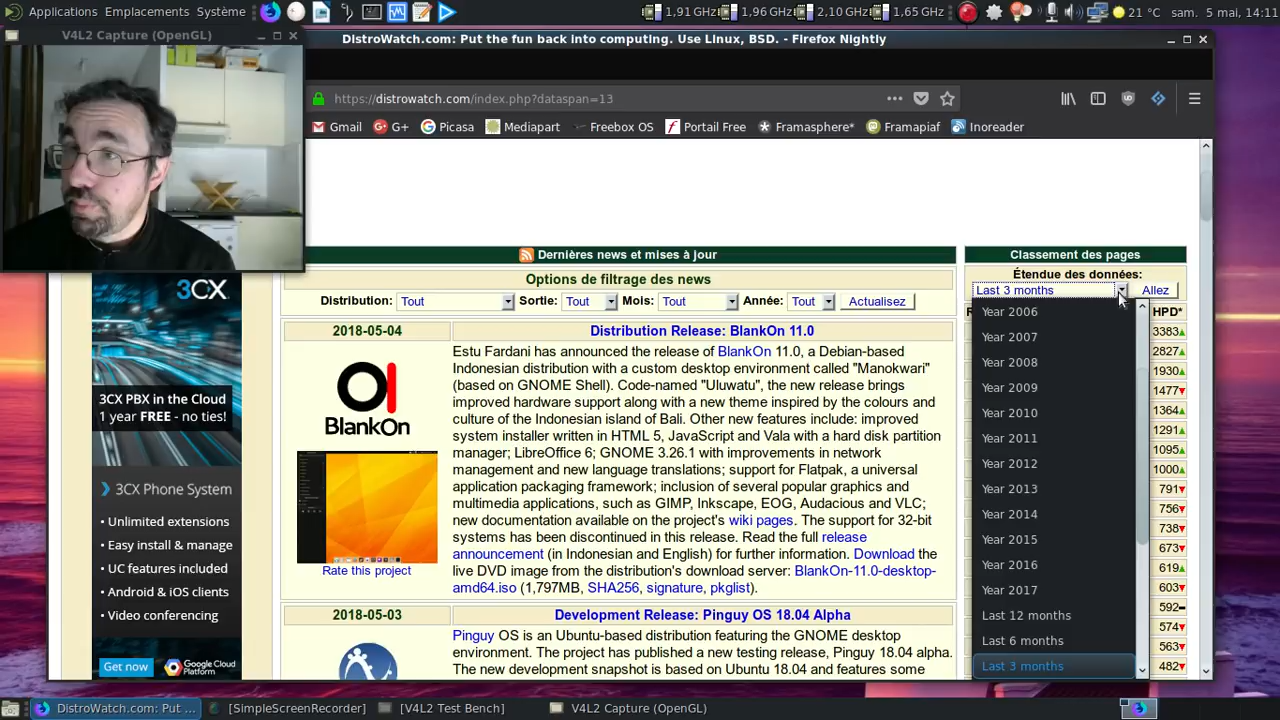 Applications Emplacements Système
1,91 GHz 1,96 GHz 2,10 GHz 1,65 GHz 21 °C sam. 5 mai, 14:11
V4L2 Capture (OpenGL)
DistroWatch.com: Put the fun back into computing. Use Linux, BSD. - Firefox Nightly
https://distrowatch.com/index.php?dataspan=13
Gmail G+ Picasa Mediapart Freebox OS Portail Free Framasphere* Framapiaf Inoreader
Dernières news et mises à jour
Options de filtrage des news
Distribution: Tout Sortie: Tout Mois: Tout Année: Tout Actualisez
2018-05-04 Distribution Release: BlankOn 11.0
Estu Fardani has announced the release of BlankOn 11.0, a Debian-based
Indonesian distribution with a custom desktop environment called "Manokwari"
(based on GNOME Shell). Code-named "Uluwatu", the new release brings
improved hardware support along with a new theme inspired by the colours and
culture of the Indonesian island of Bali. Other new features include: improved
system installer written in HTML 5, JavaScript and Vala with a hard disk partition
manager; LibreOffice 6; GNOME 3.26.1 with improvements in network
management and new language translations; support for Flatpak, a universal
application packaging framework; inclusion of several popular graphics and
multimedia applications, such as GIMP, Inkscape, EOG, Audacious and VLC;
new documentation available on the project's wiki pages. The support for 32-bit
systems has been discontinued in this release. Read the full release
announcement (in Indonesian and English) for further information. Download the
live DVD image from the distribution's download server: BlankOn-11.0-desktop-
amd64.iso (1,797MB, SHA256, signature, pkglist).
BlankOn
Rate this project
2018-05-03 Development Release: Pinguy OS 18.04 Alpha
Pinguy OS is an Ubuntu-based distribution featuring the GNOME desktop
environment. The project has published a new testing release, Pinguy 18.04 alpha.
The new development snapshot is based on Ubuntu 18.04 and features some
3CX
3CX PBX in the Cloud
1 year FREE - no ties!
3CX Phone System
• Unlimited extensions
• Easy install & manage
• UC features included
• Android & iOS clients
• Video conferencing
Get now Google Cloud Platform
Classement des pages
Étendue des données:
Last 3 months Allez
HPD*
Year 2006
Year 2007
Year 2008
Year 2009
Year 2010
Year 2011
Year 2012
Year 2013
Year 2014
Year 2015
Year 2016
Year 2017
Last 12 months
Last 6 months
Last 3 months
3383
2827
1930
1477
1364
1291
1095
1000
791
756
738
673
619
603
592
574
563
482
DistroWatch.com: Put ... [SimpleScreenRecorder] [V4L2 Test Bench] V4L2 Capture (OpenGL)